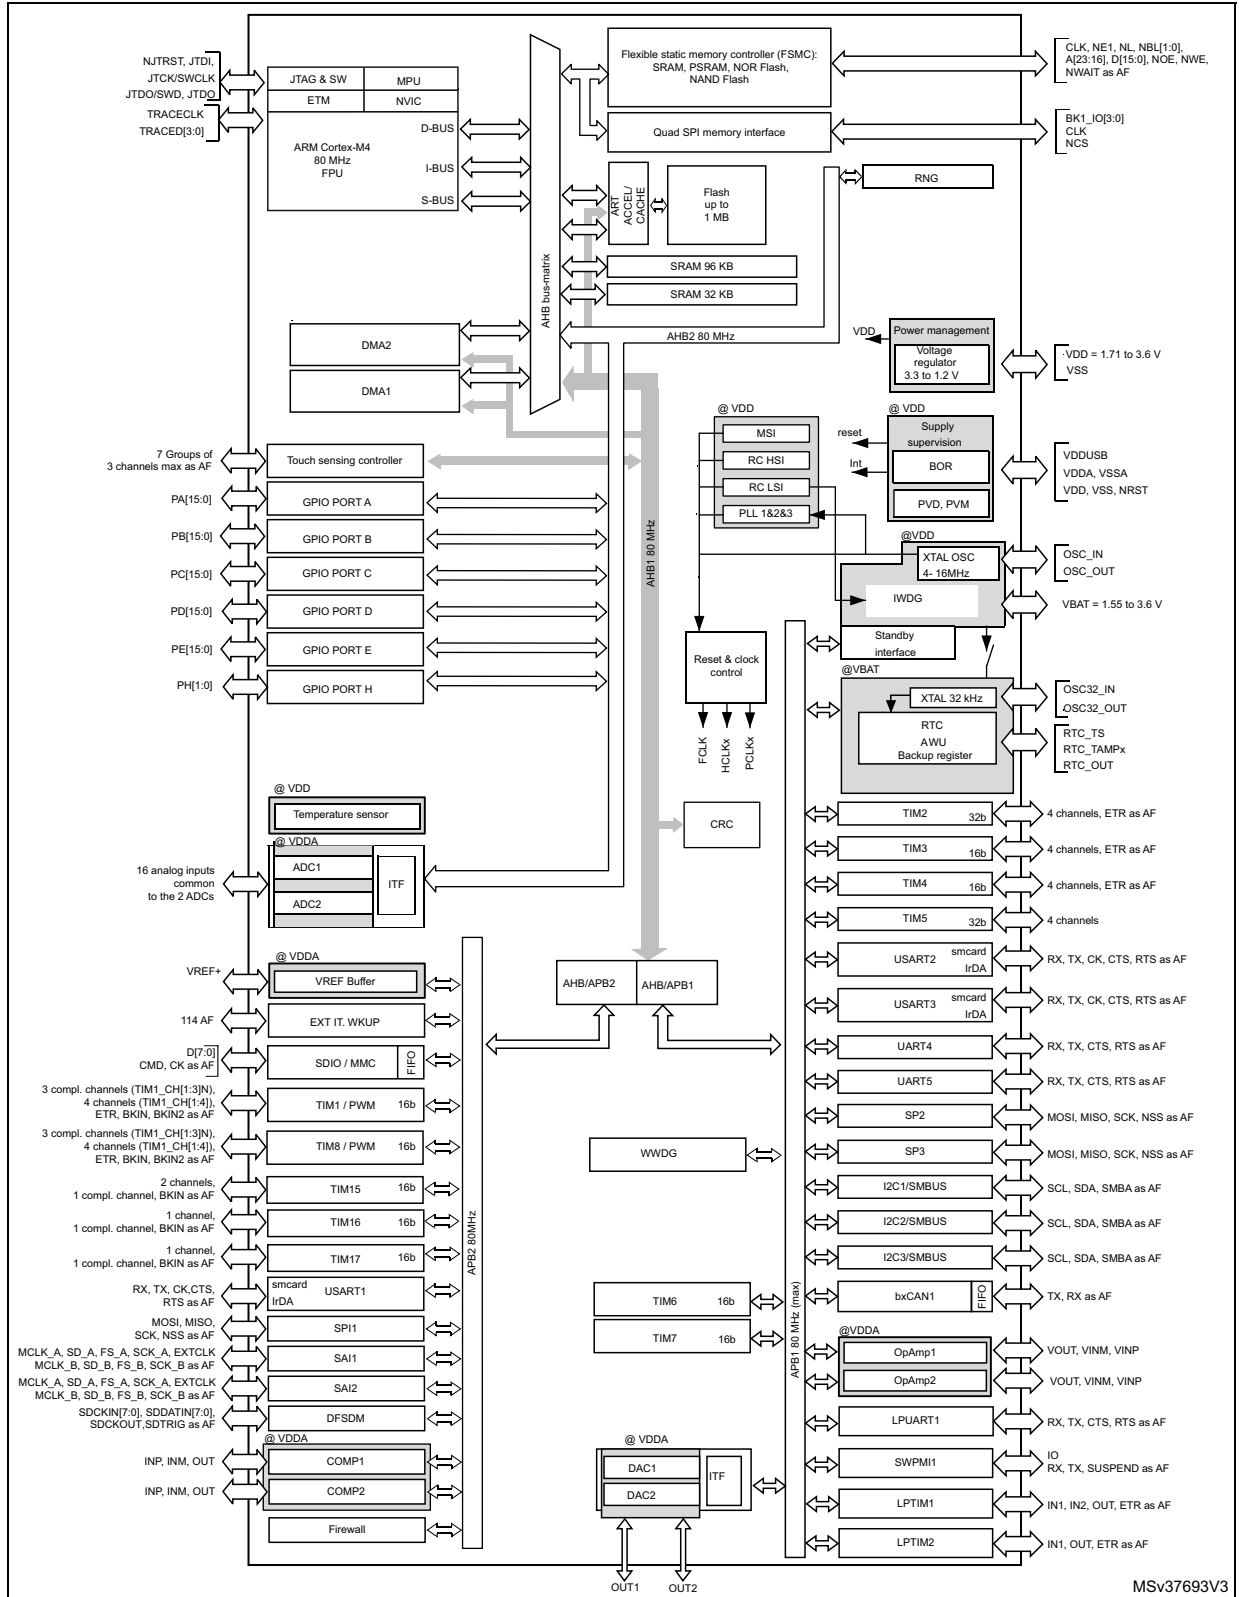 NJTRST, JTDI,
JTCK/SWCLK
JTDO/SWD, JTDO
TRACECLK
TRACED[3:0]
JTAG & SW
MPU
ETM
NVIC
ARM Cortex-M4
80 MHz
FPU
D-BUS
I-BUS
S-BUS
AHB bus-matrix
Flexible static memory controller (FSMC):
SRAM, PSRAM, NOR Flash,
NAND Flash
CLK, NE1, NL, NBL[1:0],
A[23:16], D[15:0], NOE, NWE,
NWAIT as AF
Quad SPI memory interface
BK1_IO[3:0]
CLK
NCS
RNG
ART
ACCEL/
CACHE
Flash
up to
1 MB
SRAM 96 KB
SRAM 32 KB
AHB2 80 MHz
DMA2
DMA1
VDD
Power management
Voltage
regulator
3.3 to 1.2 V
VDD = 1.71 to 3.6 V
VSS
@ VDD
MSI
RC HSI
RC LSI
PLL 1&2&3
@ VDD
reset
Int
Supply
supervision
BOR
PVD, PVM
VDDUSB
VDDA, VSSA
VDD, VSS, NRST
7 Groups of
3 channels max as AF
Touch sensing controller
PA[15:0]
GPIO PORT A
PB[15:0]
GPIO PORT B
PC[15:0]
GPIO PORT C
PD[15:0]
GPIO PORT D
PE[15:0]
GPIO PORT E
PH[1:0]
GPIO PORT H
AHB1 80 MHz
@VDD
XTAL OSC
4- 16MHz
IWDG
OSC_IN
OSC_OUT
VBAT = 1.55 to 3.6 V
Standby
interface
Reset & clock
control
FCLK
HCLKx
PCLKx
@VBAT
XTAL 32 kHz
RTC
AWU
Backup register
OSC32_IN
OSC32_OUT
RTC_TS
RTC_TAMPx
RTC_OUT
@ VDD
Temperature sensor
@ VDDA
ADC1
ADC2
ITF
16 analog inputs
common
to the 2 ADCs
CRC
AHB/APB2
AHB/APB1
@ VDDA
VREF+
VREF Buffer
114 AF
EXT IT. WKUP
D[7:0]
CMD, CK as AF
SDIO / MMC
FIFO
3 compl. channels (TIM1_CH[1:3]N),
4 channels (TIM1_CH[1:4]),
ETR, BKIN, BKIN2 as AF
TIM1 / PWM
16b
3 compl. channels (TIM1_CH[1:3]N),
4 channels (TIM1_CH[1:4]),
ETR, BKIN, BKIN2 as AF
TIM8 / PWM
16b
2 channels,
1 compl. channel, BKIN as AF
TIM15
16b
1 channel,
1 compl. channel, BKIN as AF
TIM16
16b
1 channel,
1 compl. channel, BKIN as AF
TIM17
16b
RX, TX, CK,CTS,
RTS as AF
smcard
IrDA
USART1
MOSI, MISO,
SCK, NSS as AF
SPI1
MCLK_A, SD_A, FS_A, SCK_A, EXTCLK
MCLK_B, SD_B, FS_B, SCK_B as AF
SAI1
MCLK_A, SD_A, FS_A, SCK_A, EXTCLK
MCLK_B, SD_B, FS_B, SCK_B as AF
SAI2
SDCKIN[7:0], SDDATIN[7:0],
SDCKOUT,SDTRIG as AF
DFSDM
@ VDDA
INP, INM, OUT
COMP1
INP, INM, OUT
COMP2
Firewall
APB2 80MHz
WWDG
TIM6
16b
TIM7
16b
@ VDDA
DAC1
DAC2
ITF
OUT1
OUT2
APB1 80 MHz (max)
TIM2
32b
4 channels, ETR as AF
TIM3
16b
4 channels, ETR as AF
TIM4
16b
4 channels, ETR as AF
TIM5
32b
4 channels
USART2
smcard
IrDA
RX, TX, CK, CTS, RTS as AF
USART3
smcard
IrDA
RX, TX, CK, CTS, RTS as AF
UART4
RX, TX, CTS, RTS as AF
UART5
RX, TX, CTS, RTS as AF
SP2
MOSI, MISO, SCK, NSS as AF
SP3
MOSI, MISO, SCK, NSS as AF
I2C1/SMBUS
SCL, SDA, SMBA as AF
I2C2/SMBUS
SCL, SDA, SMBA as AF
I2C3/SMBUS
SCL, SDA, SMBA as AF
bxCAN1
FIFO
TX, RX as AF
@VDDA
OpAmp1
VOUT, VINM, VINP
OpAmp2
VOUT, VINM, VINP
LPUART1
RX, TX, CTS, RTS as AF
SWPMI1
IO
RX, TX, SUSPEND as AF
LPTIM1
IN1, IN2, OUT, ETR as AF
LPTIM2
IN1, OUT, ETR as AF
MSv37693V3